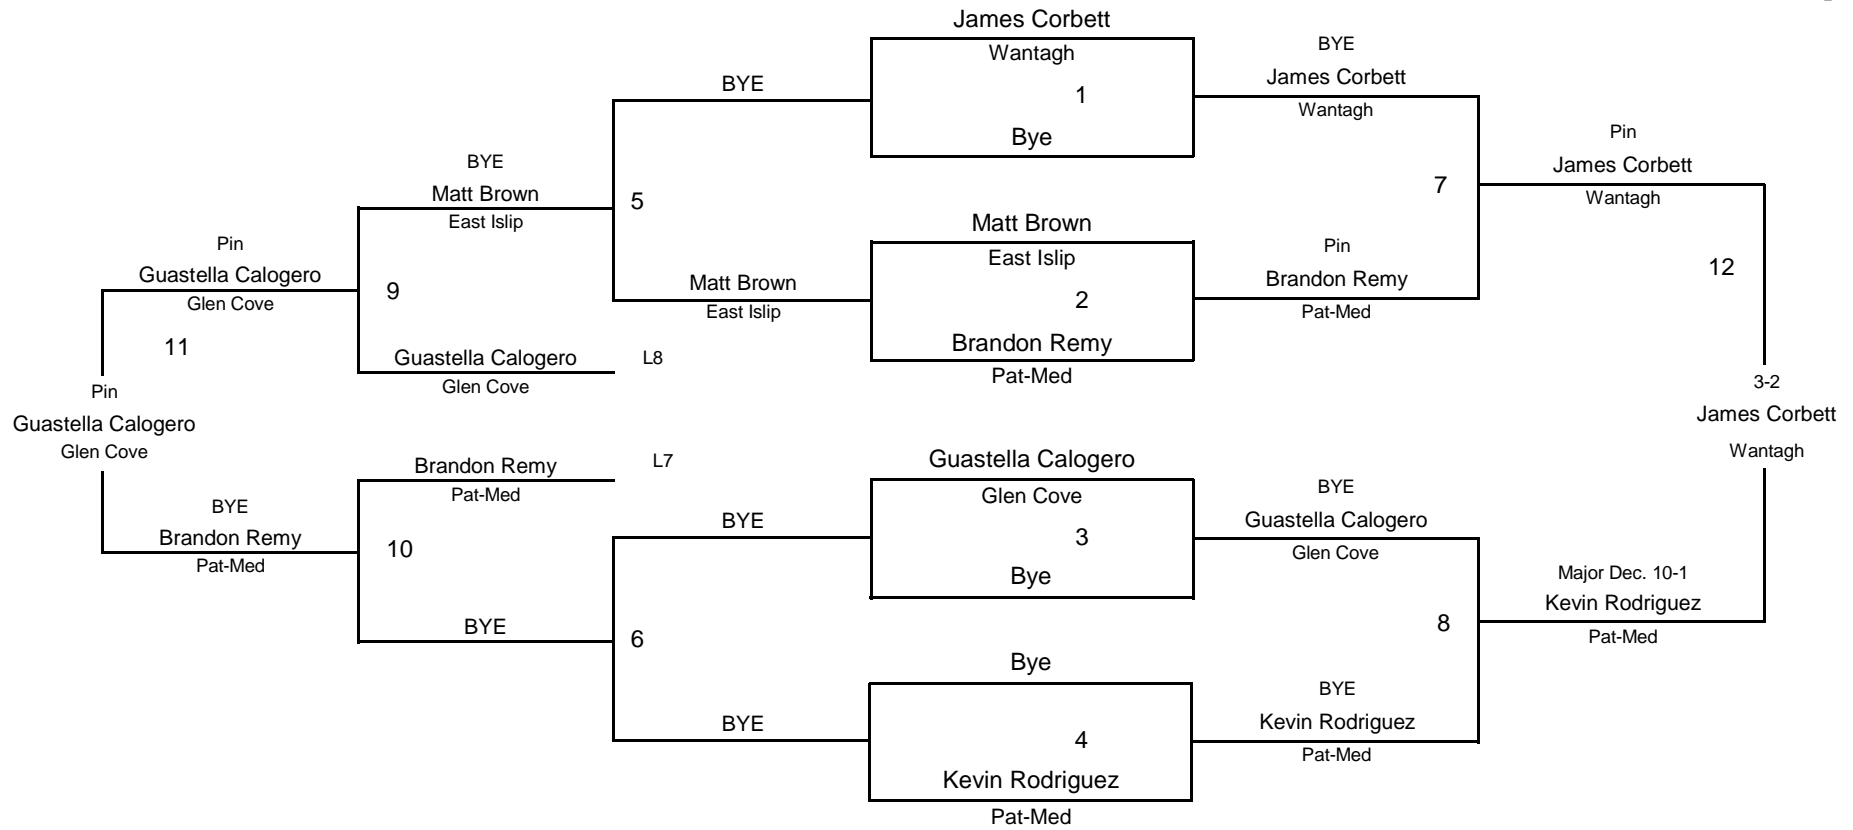 James Corbett
Wantagh
1
Bye
BYE
James Corbett
Wantagh
BYE
Pin
James Corbett
Wantagh
BYE
Matt Brown
East Islip
5
7
Matt Brown
East Islip
2
Brandon Remy
Pat-Med
Pin
Brandon Remy
Pat-Med
12
Pin
Guastella Calogero
Glen Cove
9
Matt Brown
East Islip
11
Guastella Calogero
Glen Cove
L8
Pin
Guastella Calogero
Glen Cove
3-2
James Corbett
Wantagh
Brandon Remy
Pat-Med
L7
Guastella Calogero
Glen Cove
3
Bye
BYE
Guastella Calogero
Glen Cove
BYE
BYE
Brandon Remy
Pat-Med
10
Major Dec. 10-1
Kevin Rodriguez
Pat-Med
BYE
6
8
Bye
4
Kevin Rodriguez
Pat-Med
BYE
Kevin Rodriguez
Pat-Med
BYE